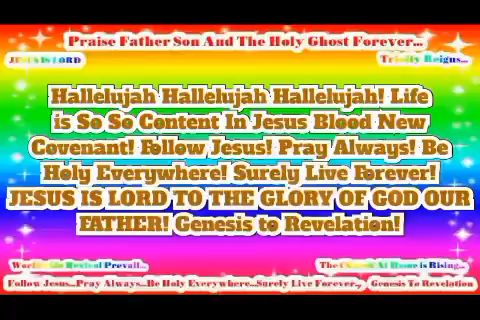 Praise Father Son And The Holy Ghost Forever...
JESUS IS LORD
Trinity Reigns...
Hallelujah Hallelujah Hallelujah! Life
is So So Content In Jesus Blood New
Covenant! Follow Jesus! Pray Always! Be
Holy Everywhere! Surely Live Forever!
JESUS IS LORD TO THE GLORY OF GOD OUR
FATHER! Genesis to Revelation!
Worldwide Revival Prevail...
The Church At Home is Rising...
Follow Jesus...Pray Always...Be Holy Everywhere...Surely Live Forever.., Genesis To Revelation